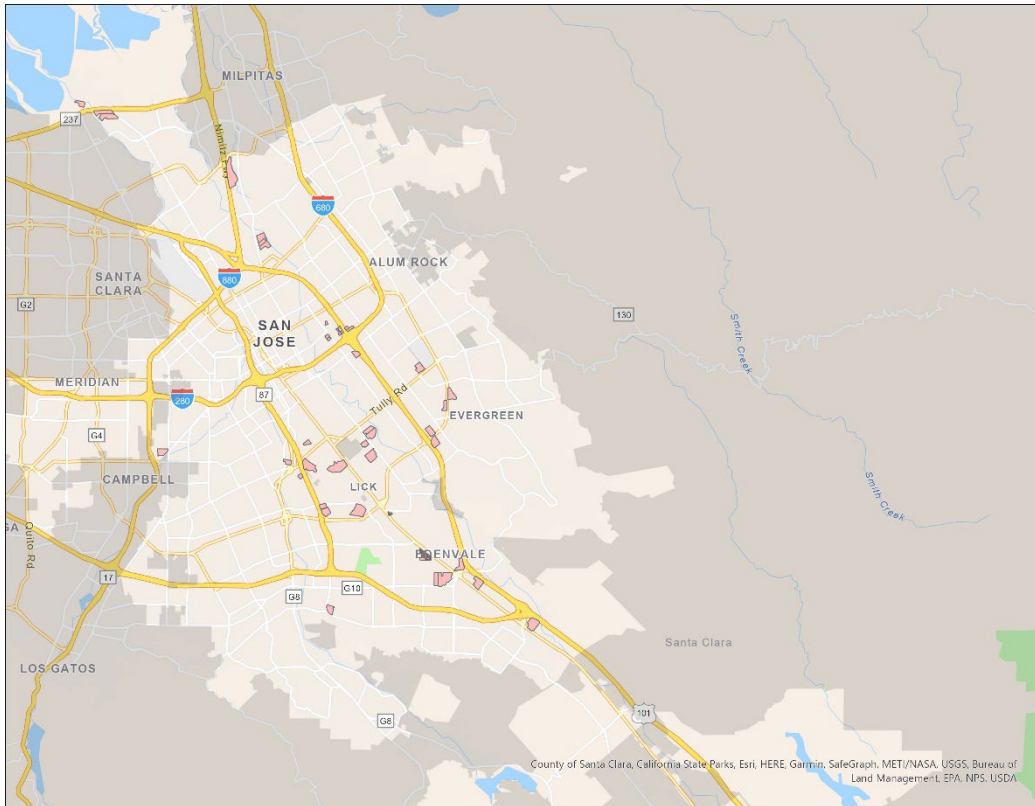 MILPITAS
237
Nimitz Fwy
680
ALUM ROCK
SANTA
CLARA
880
G2
130
Smith Creek
SAN
JOSE
MERIDIAN
280
87
Tully Rd
EVERGREEN
G4
CAMPBELL
LICK
Smith Creek
GA
Quito Rd
EDENVALE
17
G8
G10
Santa Clara
LOS GATOS
G8
101
County of Santa Clara, California State Parks, Esri, HERE, Garmin, SafeGraph, METI/NASA, USGS, Bureau of
Land Management, EPA, NPS, USDA